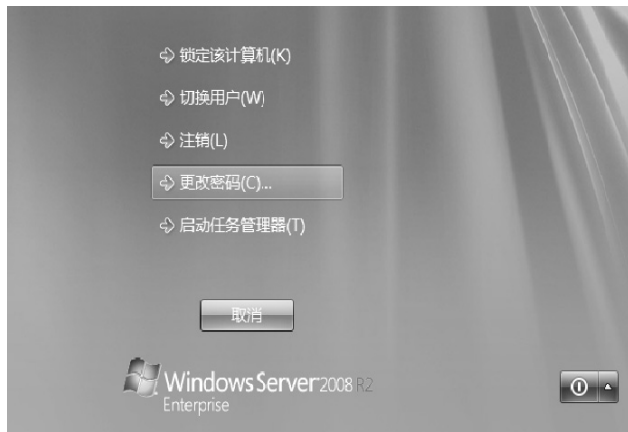 锁定该计算机(K)
切换用户(W)
注销(L)
更改密码(C)...
启动任务管理器(T)
取消
Windows Server 2008 R2
Enterprise